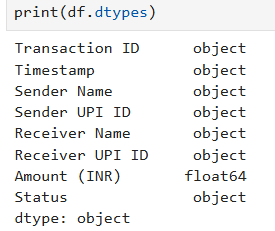 print(df.dtypes)
Transaction ID object
Timestamp object
Sender Name object
Sender UPI ID object
Receiver Name object
Receiver UPI ID object
Amount (INR) float64
Status object
dtype: object